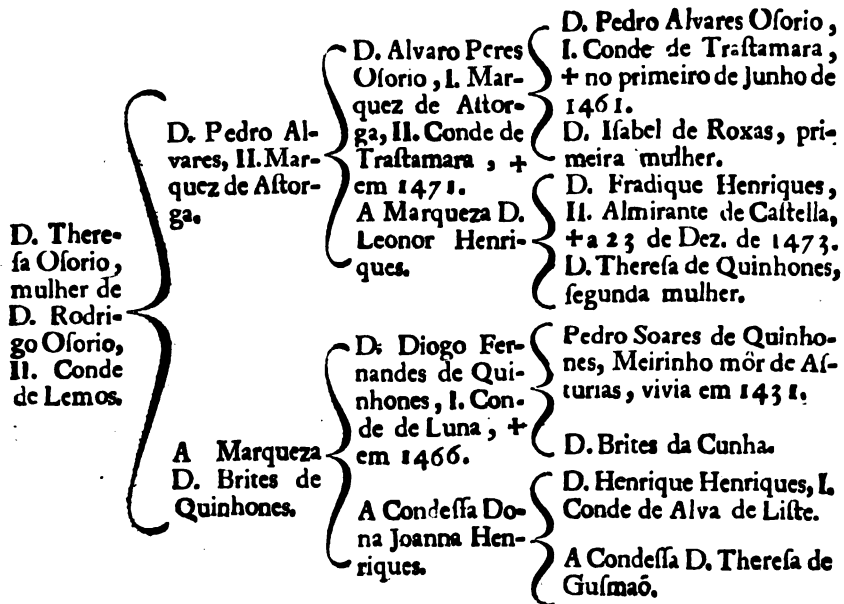 D. There-
ſa Oſorio,
mulher de
D. Rodri-
go Oſorio,
II. Conde
de Lemos.
D. Pedro Al-
vares, II. Mar-
quez de Aſtor-
ga.
A Marqueza
D. Brites de
Quinhones.
D. Alvaro Peres
Oſorio, I. Mar-
quez de Aſtor-
ga, II. Conde de
Traſtamara, +
em 1471.
A Marqueza D.
Leonor Henri-
ques.
D. Diogo Fer-
nandes de Qui-
nhones, I. Con-
de de Luna, +
em 1466.
A Condeſſa Do-
na Joanna Hen-
riques.
D. Pedro Alvares Oſorio,
I. Conde de Traſtamara,
+ no primeiro de Junho de
1461.
D. Iſabel de Roxas, pri-
meira mulher.
D. Fradique Henriques,
II. Almirante de Caſtella,
+ a 23 de Dez. de 1473.
D. Thereſa de Quinhones,
ſegunda mulher.
Pedro Soares de Quinho-
nes, Meirinho môr de Aſ-
turias, vivia em 1431.
D. Brites da Cunha.
D. Henrique Henriques, I.
Conde de Alva de Liſte.
A Condeſſa D. Thereſa de
Guſmaõ.